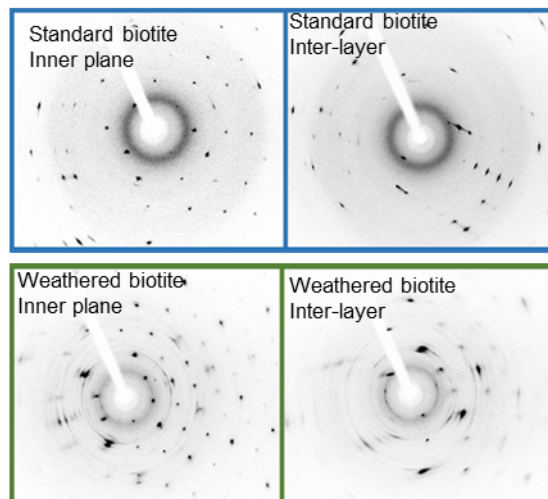 Standard biotite
Inner plane
Standard biotite
Inter-layer
Weathered biotite
Inner plane
Weathered biotite
Inter-layer